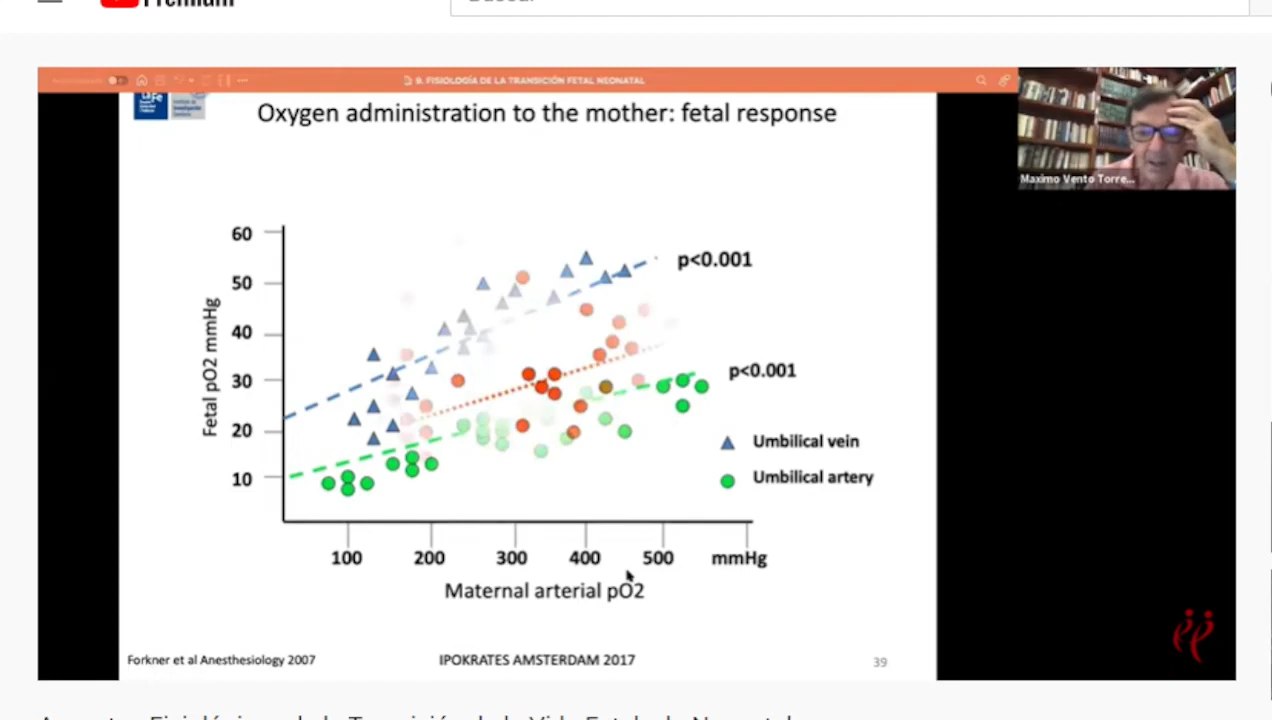 Premium
9. FISIOLOGÍA DE LA TRANSICIÓN FETAL NEONATAL
Maximo Vento Torre...
La Fe
Oxygen administration to the mother: fetal response
Fetal pO2 mmHg
60
50
40
30
20
10
p<0.001
p<0.001
Umbilical vein
Umbilical artery
100 200 300 400 500 mmHg
Maternal arterial pO2
Forkner et al Anesthesiology 2007
IPOKRATES AMSTERDAM 2017
39